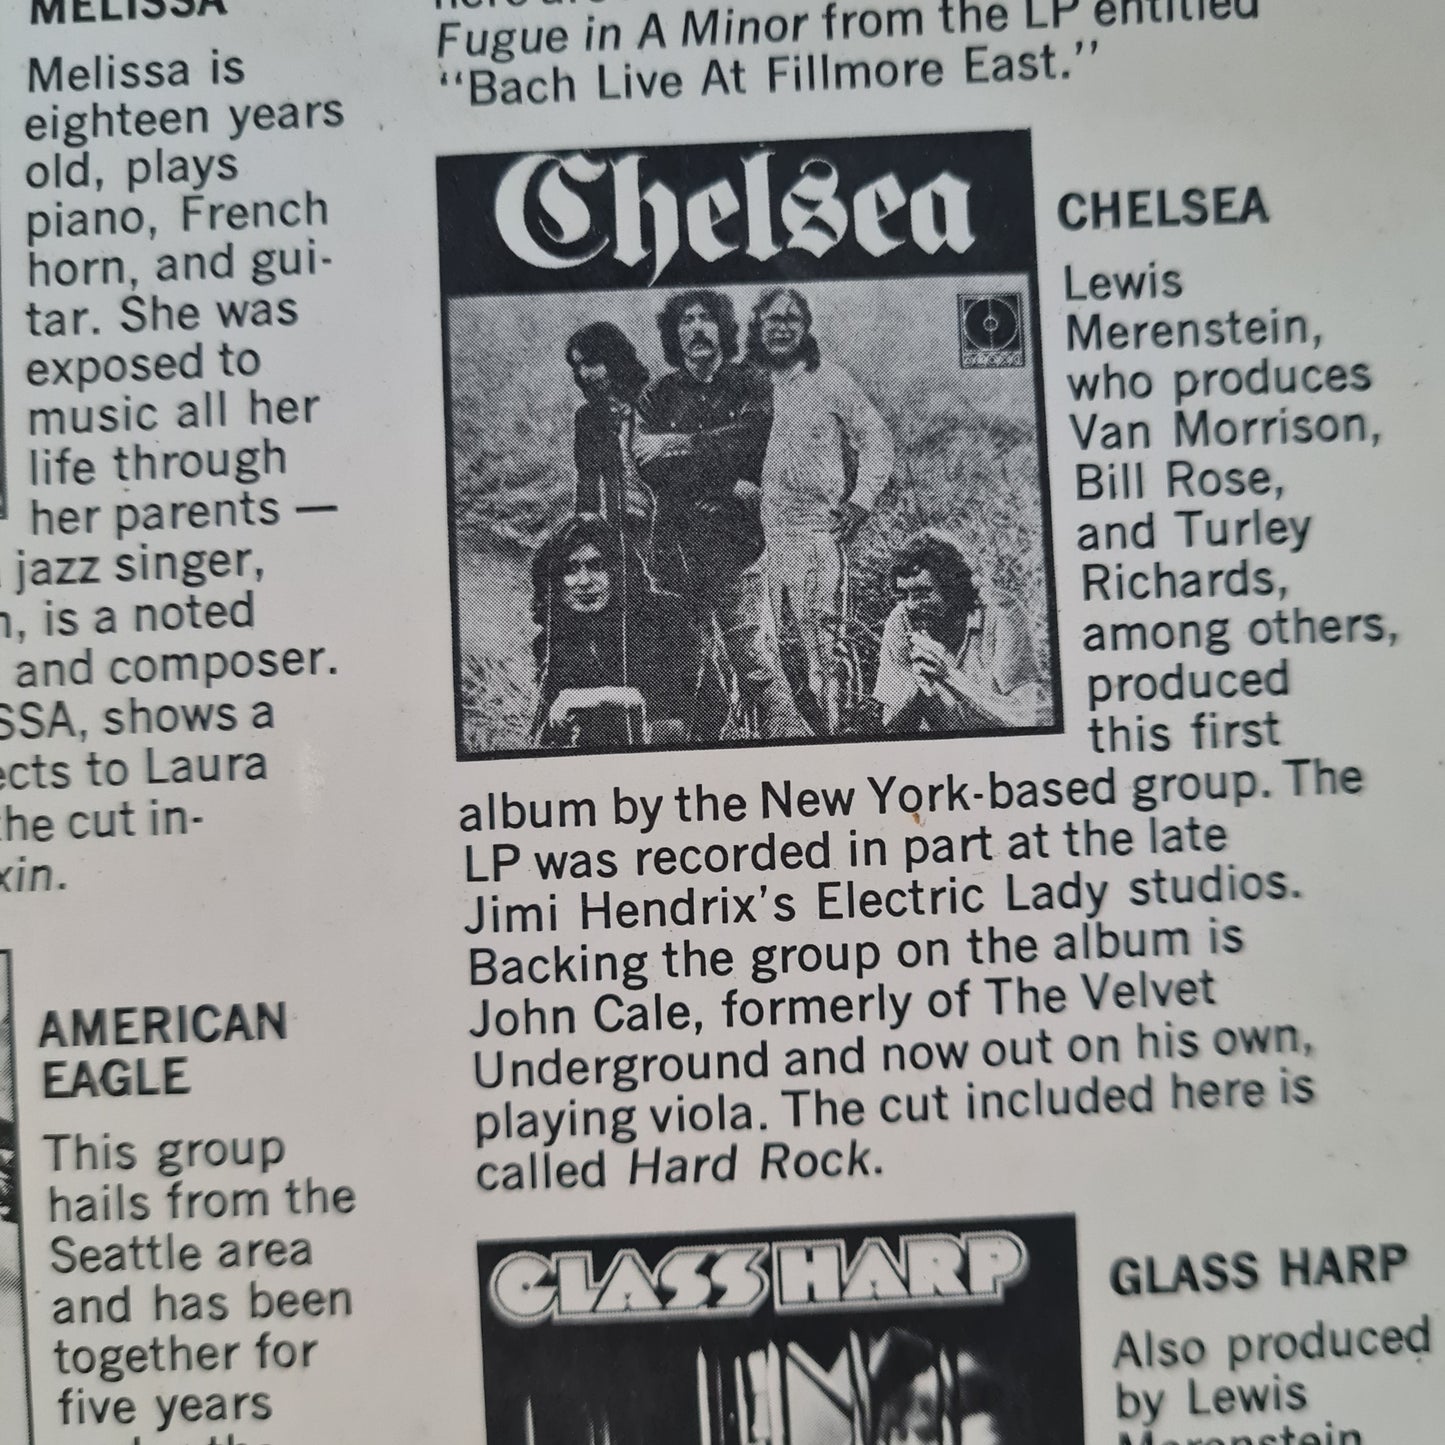 MELISSA
Melissa is
eighteen years
old, plays
piano, French
horn, and gui-
tar. She was
exposed to
music all her
life through
her parents —
jazz singer,
is a noted
and composer.
SSA, shows a
ects to Laura
he cut in-
xin.
AMERICAN
EAGLE
This group
hails from the
Seattle area
and has been
together for
five years
Fugue in A Minor from the LP entitled
“Bach Live At Fillmore East.”
Chelsea
CHELSEA
Lewis
Merenstein,
who produces
Van Morrison,
Bill Rose,
and Turley
Richards,
among others,
produced
this first
album by the New York-based group. The
LP was recorded in part at the late
Jimi Hendrix’s Electric Lady studios.
Backing the group on the album is
John Cale, formerly of The Velvet
Underground and now out on his own,
playing viola. The cut included here is
called Hard Rock.
GLASS HARP
GLASS HARP
Also produced
by Lewis
Merenstein